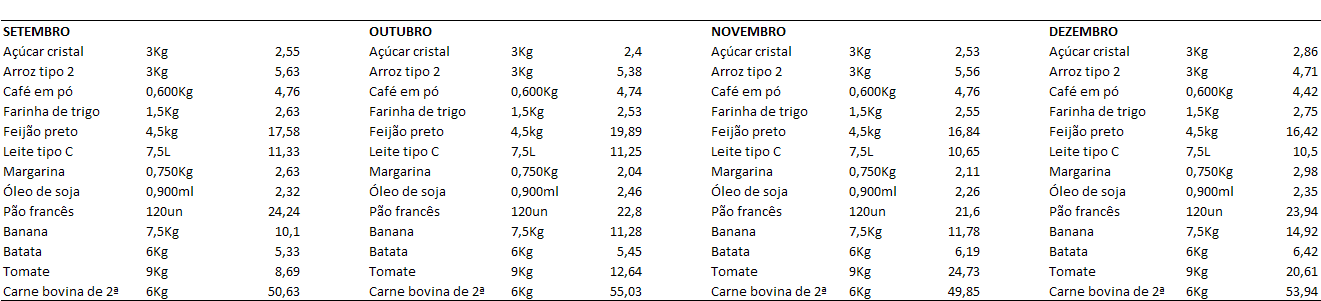 SETEMBRO OUTUBRO NOVEMBRO DEZEMBRO
Açúcar cristal 3Kg 2,55 Açúcar cristal 3Kg 2,4 Açúcar cristal 3Kg 2,53 Açúcar cristal 3Kg 2,86
Arroz tipo 2 3Kg 5,63 Arroz tipo 2 3Kg 5,38 Arroz tipo 2 3Kg 5,56 Arroz tipo 2 3Kg 4,71
Café em pó 0,600Kg 4,76 Café em pó 0,600Kg 4,74 Café em pó 0,600Kg 4,76 Café em pó 0,600Kg 4,42
Farinha de trigo 1,5Kg 2,63 Farinha de trigo 1,5Kg 2,53 Farinha de trigo 1,5Kg 2,55 Farinha de trigo 1,5Kg 2,75
Feijão preto 4,5kg 17,58 Feijão preto 4,5kg 19,89 Feijão preto 4,5kg 16,84 Feijão preto 4,5kg 16,42
Leite tipo C 7,5L 11,33 Leite tipo C 7,5L 11,25 Leite tipo C 7,5L 10,65 Leite tipo C 7,5L 10,5
Margarina 0,750Kg 2,63 Margarina 0,750Kg 2,04 Margarina 0,750Kg 2,11 Margarina 0,750Kg 2,98
Óleo de soja 0,900ml 2,32 Óleo de soja 0,900ml 2,46 Óleo de soja 0,900ml 2,26 Óleo de soja 0,900ml 2,35
Pão francês 120un 24,24 Pão francês 120un 22,8 Pão francês 120un 21,6 Pão francês 120un 23,94
Banana 7,5Kg 10,1 Banana 7,5Kg 11,28 Banana 7,5Kg 11,78 Banana 7,5Kg 14,92
Batata 6Kg 5,33 Batata 6Kg 5,45 Batata 6Kg 6,19 Batata 6Kg 6,42
Tomate 9Kg 8,69 Tomate 9Kg 12,64 Tomate 9Kg 24,73 Tomate 9Kg 20,61
Carne bovina de 2ª 6Kg 50,63 Carne bovina de 2ª 6Kg 55,03 Carne bovina de 2ª 6Kg 49,85 Carne bovina de 2ª 6Kg 53,94